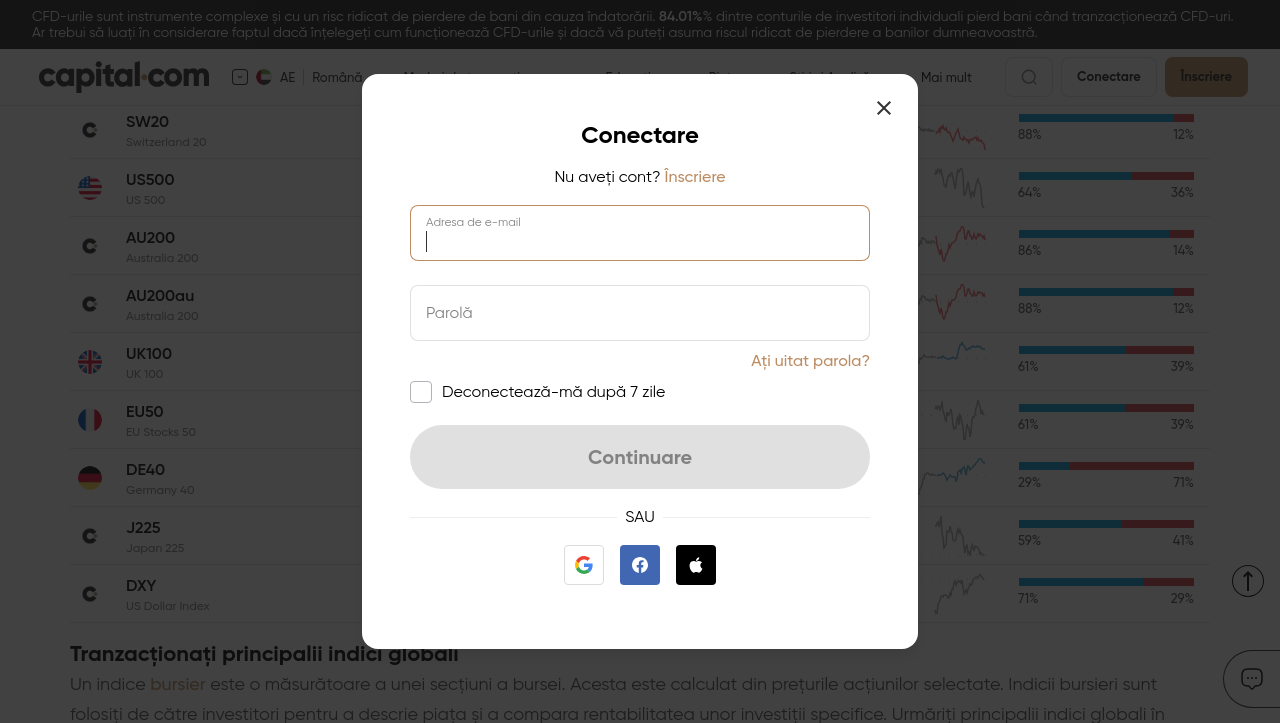 CFD-urile sunt instrumente complexe și cu un risc ridicat de pierdere de bani din cauza îndatorării. 84.01%% dintre conturile de investitori individuali pierd bani când tranzacționează CFD-uri.
Ar trebui să luați în considerare faptul dacă înțelegeți cum funcționează CFD-urile și dacă vă puteți asuma riscul ridicat de pierdere a banilor dumneavoastră.
capital.com
AE
Română
Mai mult
Conectare
Înscriere
SW20
Switzerland 20
88%
12%
US500
US 500
64%
36%
AU200
Australia 200
86%
14%
AU200au
Australia 200
88%
12%
UK100
UK 100
61%
39%
EU50
EU Stocks 50
61%
39%
DE40
Germany 40
29%
71%
J225
Japan 225
59%
41%
DXY
US Dollar Index
71%
29%
Conectare
Nu aveți cont? Înscriere
Adresa de e-mail
Parolă
Ați uitat parola?
Deconectează-mă după 7 zile
Continuare
SAU
Tranzacționați principalii indici globali
Un indice bursier este o măsurătoare a unei secțiuni a bursei. Acesta este calculat din prețurile acțiunilor selectate. Indicii bursieri sunt
folosiți de către investitori pentru a descrie piața și a compara rentabilitatea unor investiții specifice. Urmăriți principalii indici globali în